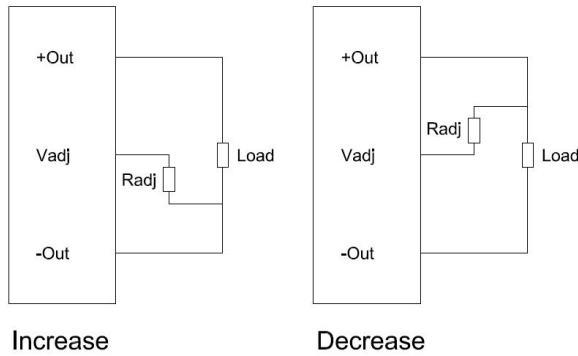 +Out
Vadj
Radj
Load
-Out
Increase
+Out
Radj
Vadj
Load
-Out
Decrease